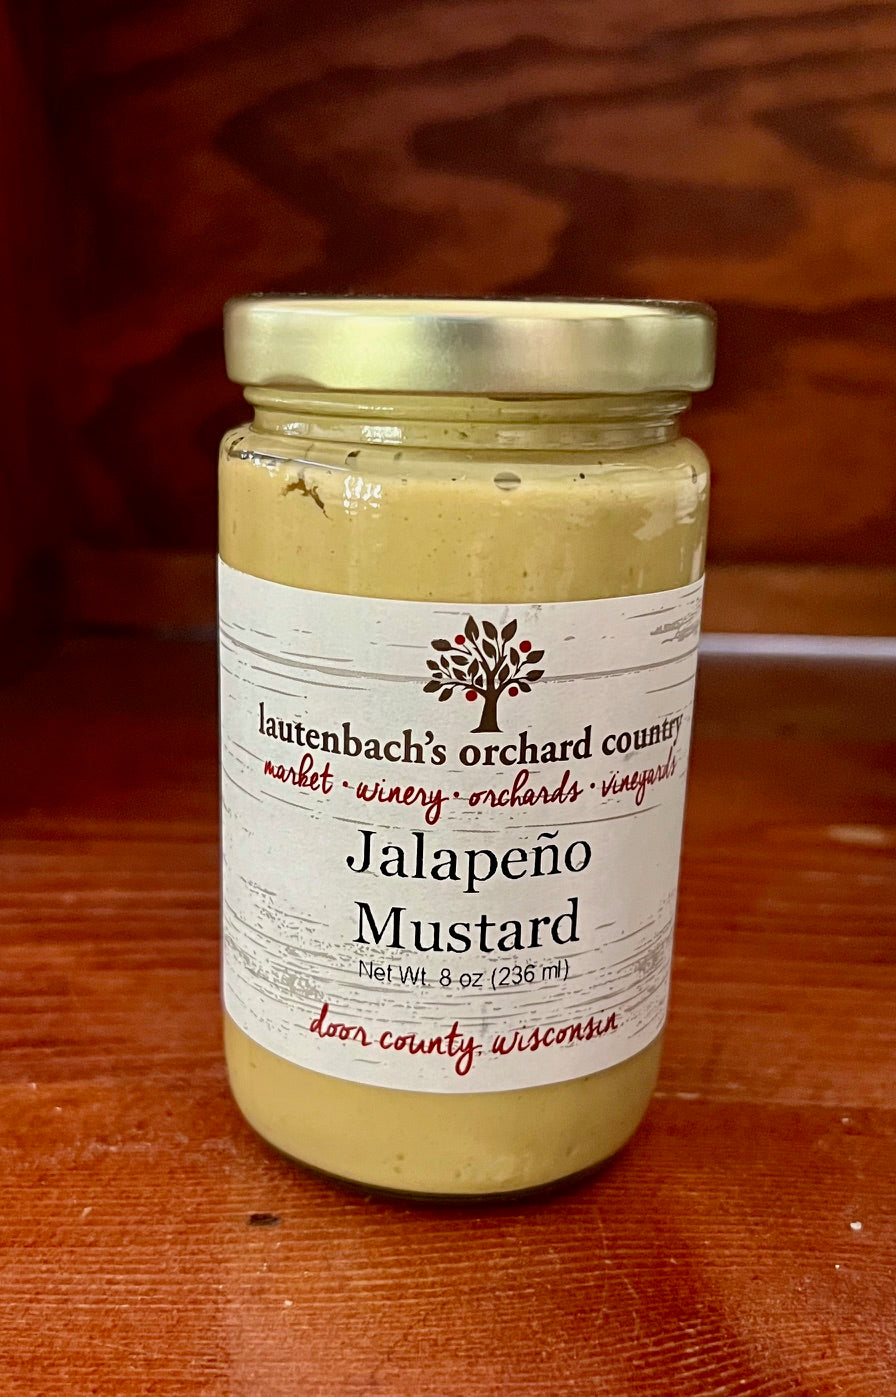 lautenbach's orchard country
market • winery • orchards • vineyards
Jalapeño
Mustard
Net Wt. 8 oz (236 ml)
door county, wisconsin